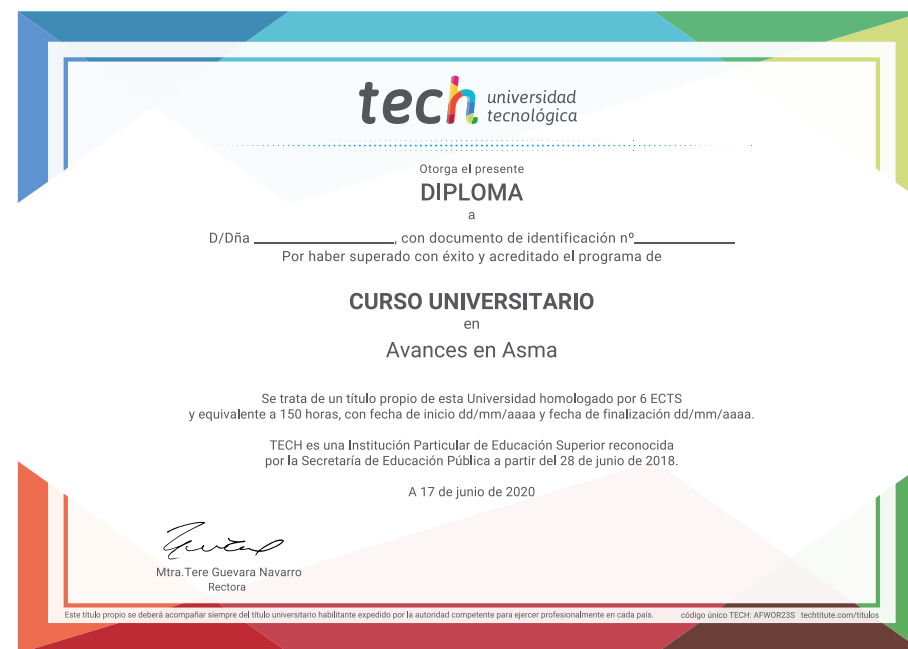 tech universidad
tecnológica
Otorga el presente
DIPLOMA
a
D/Dña ____________________, con documento de identificación nº______________
Por haber superado con éxito y acreditado el programa de
CURSO UNIVERSITARIO
en
Avances en Asma
Se trata de un título propio de esta Universidad homologado por 6 ECTS
y equivalente a 150 horas, con fecha de inicio dd/mm/aaaa y fecha de finalización dd/mm/aaaa.
TECH es una Institución Particular de Educación Superior reconocida
por la Secretaría de Educación Pública a partir del 28 de junio de 2018.
A 17 de junio de 2020
Mtra.Tere Guevara Navarro
Rectora
Este título propio se deberá acompañar siempre del título universitario habilitante expedido por la autoridad competente para ejercer profesionalmente en cada país. código único TECH: AFWOR23S techtitute.com/titulos